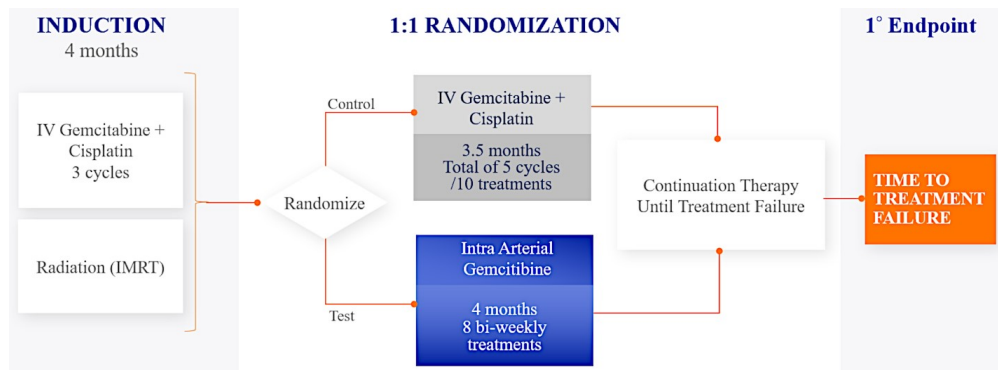 INDUCTION
4 months
IV Gemcitabine +
Cisplatin
3 cycles
Radiation (IMRT)
1:1 RANDOMIZATION
Randomize
Control
IV Gemcitabine +
Cisplatin
3.5 months
Total of 5 cycles
/10 treatments
Test
Intra Arterial
Gemcitibine
4 months
8 bi-weekly
treatments
Continuation Therapy
Until Treatment Failure
1° Endpoint
TIME TO
TREATMENT
FAILURE